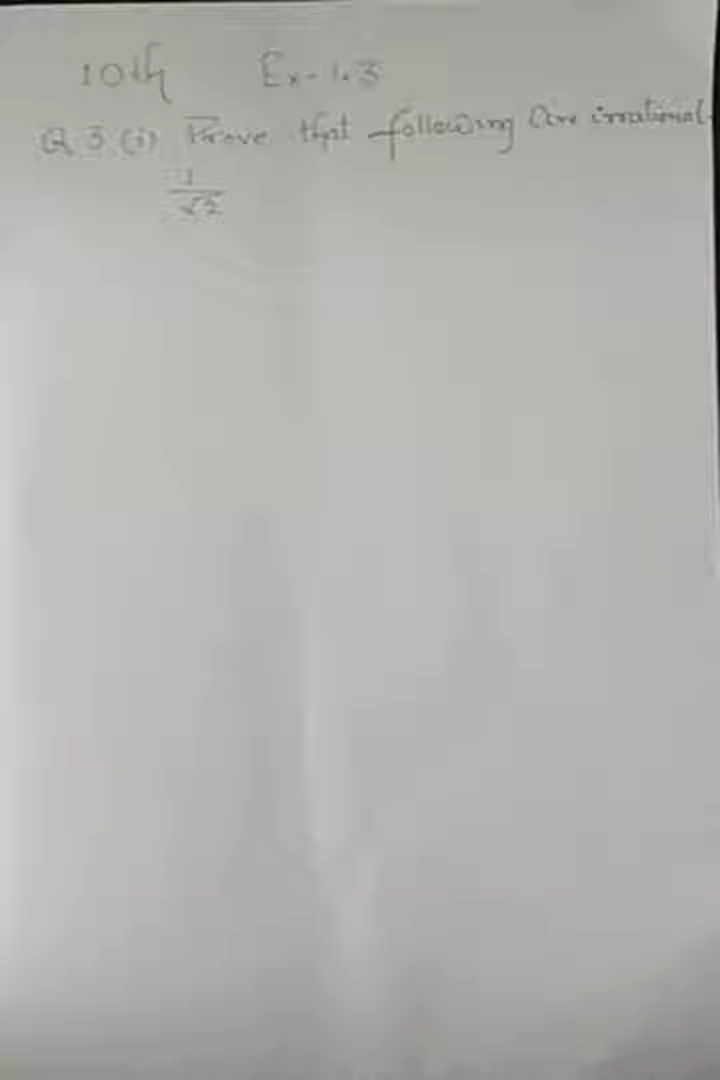 10th Ex-1.3
Q 3 (i) Prove that following are irrational.
1
√2